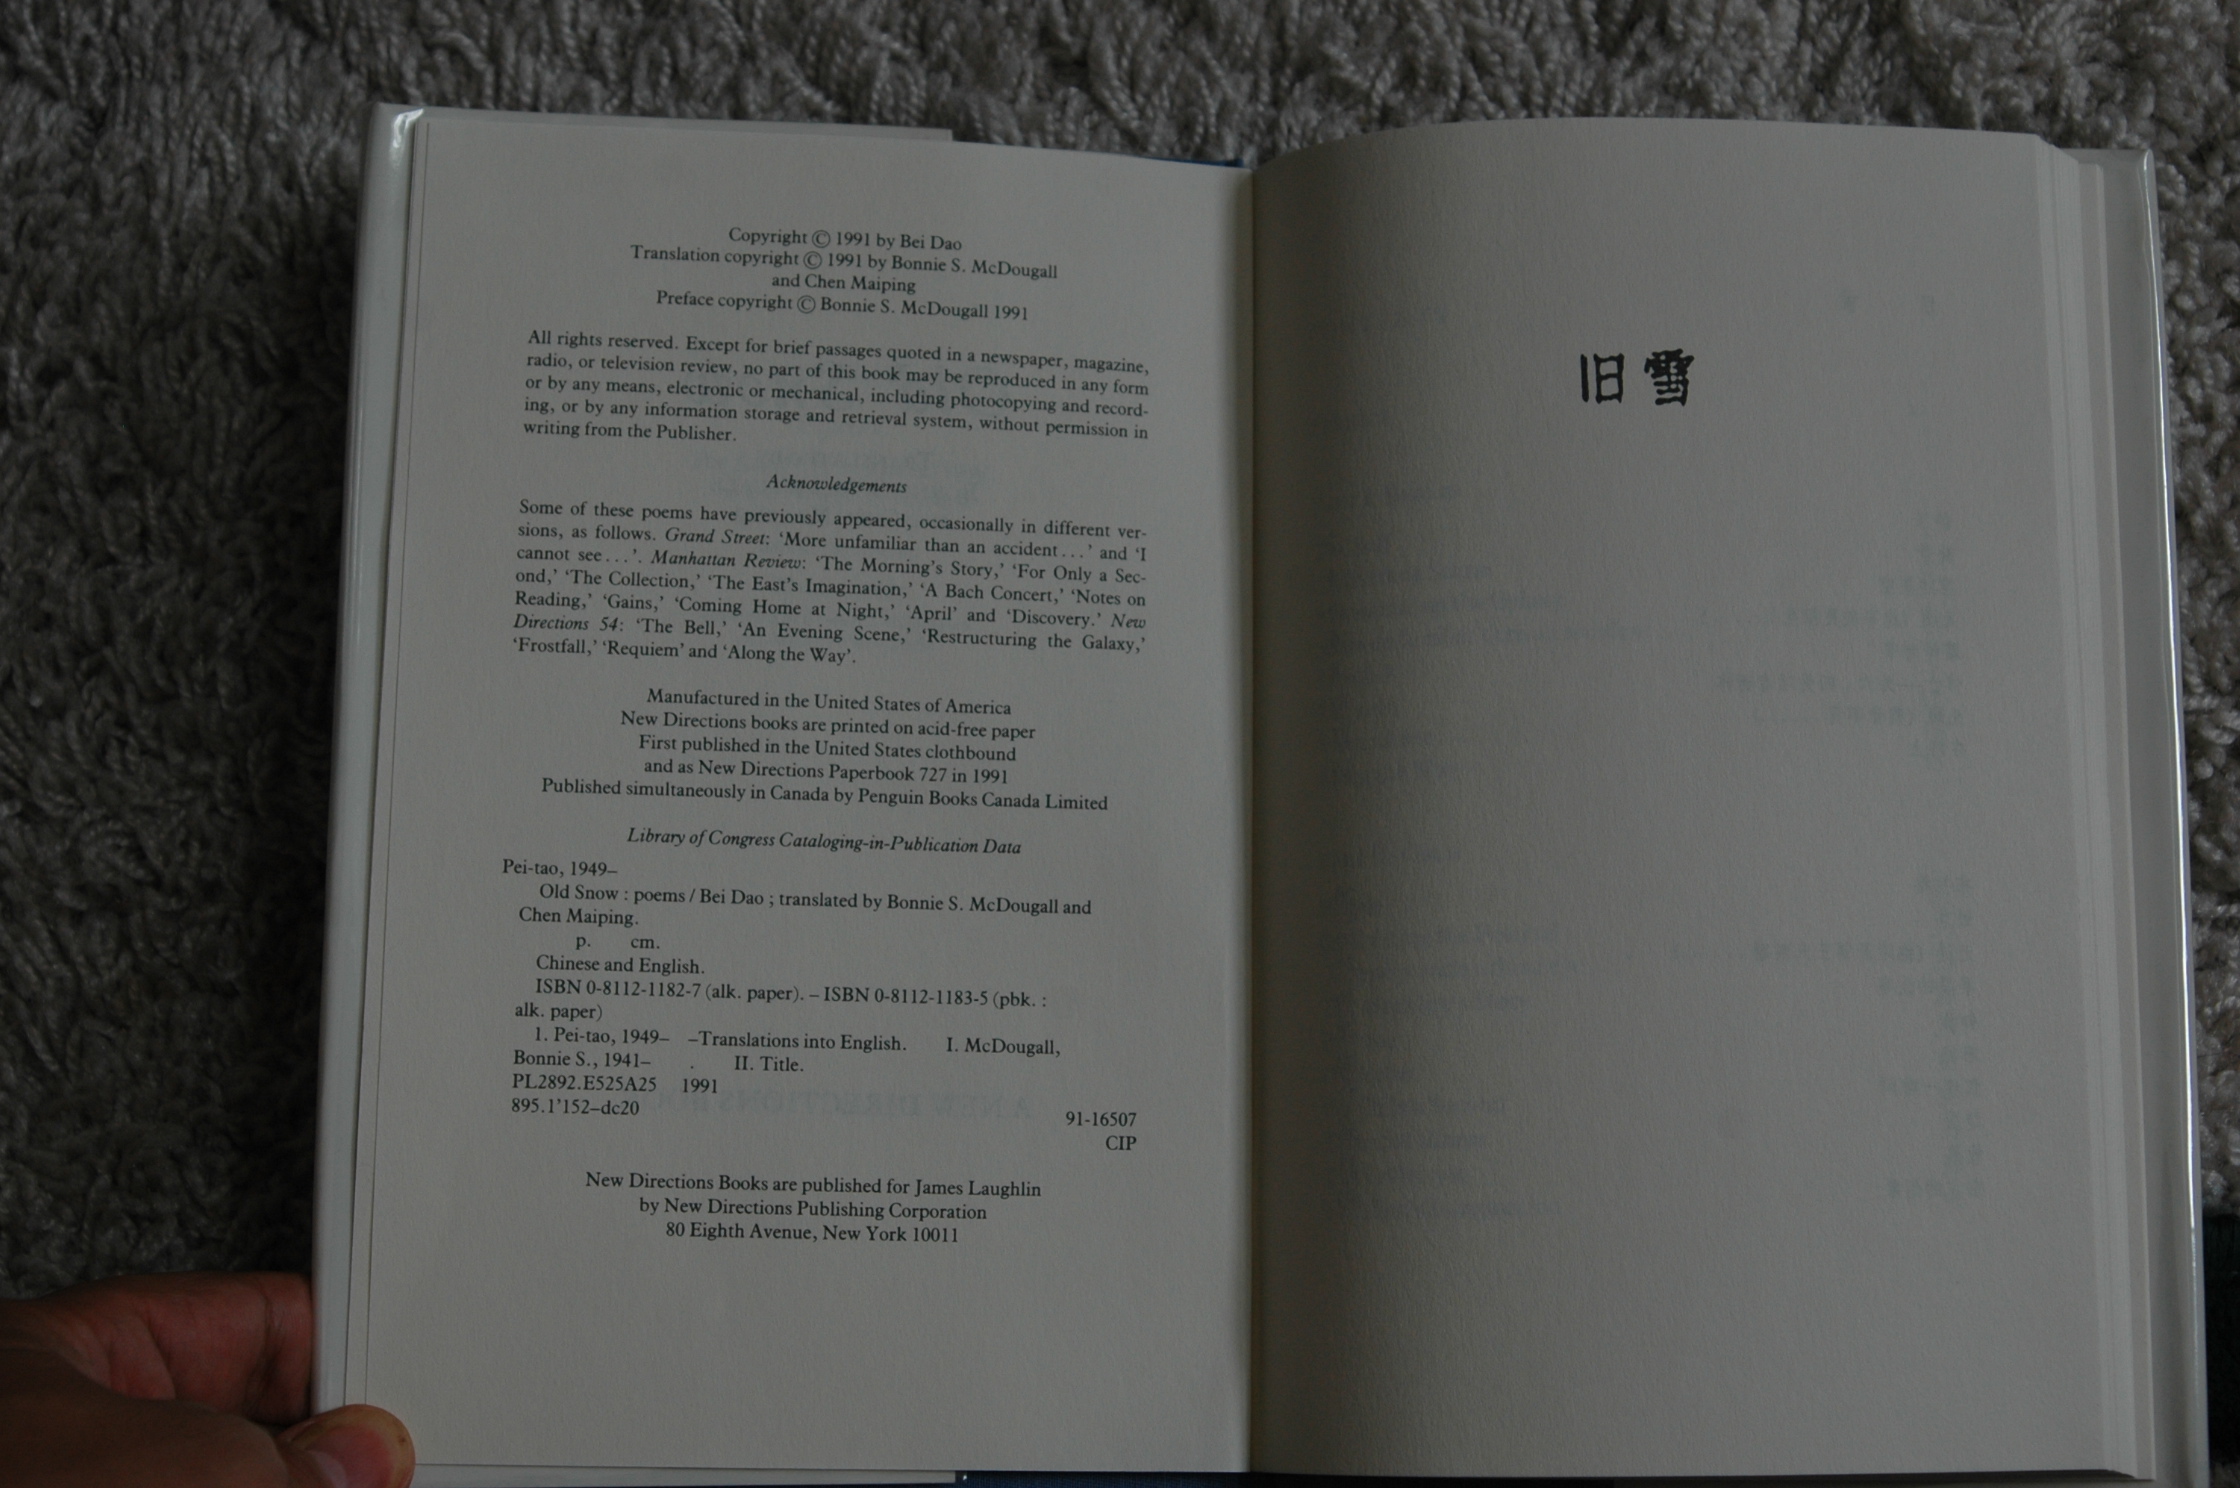 Copyright © 1991 by Bei Dao
Translation copyright © 1991 by Bonnie S. McDougall
and Chen Maiping
Preface copyright © Bonnie S. McDougall 1991
All rights reserved. Except for brief passages quoted in a newspaper, magazine,
radio, or television review, no part of this book may be reproduced in any form
or by any means, electronic or mechanical, including photocopying and record-
ing, or by any information storage and retrieval system, without permission in
writing from the Publisher.
Acknowledgements
Some of these poems have previously appeared, occasionally in different ver-
sions, as follows. Grand Street: ‘More unfamiliar than an accident...’ and ‘I
cannot see...’. Manhattan Review: ‘The Morning’s Story,’ ‘For Only a Sec-
ond,’ ‘The Collection,’ ‘The East’s Imagination,’ ‘A Bach Concert,’ ‘Notes on
Reading,’ ‘Gains,’ ‘Coming Home at Night,’ ‘April’ and ‘Discovery.’ New
Directions 54: ‘The Bell,’ ‘An Evening Scene,’ ‘Restructuring the Galaxy,’
‘Frostfall,’ ‘Requiem’ and ‘Along the Way’.
Manufactured in the United States of America
New Directions books are printed on acid-free paper
First published in the United States clothbound
and as New Directions Paperbook 727 in 1991
Published simultaneously in Canada by Penguin Books Canada Limited
Library of Congress Cataloging-in-Publication Data
Pei-tao, 1949–
Old Snow : poems / Bei Dao ; translated by Bonnie S. McDougall and
Chen Maiping.
p. cm.
Chinese and English.
ISBN 0-8112-1182-7 (alk. paper). – ISBN 0-8112-1183-5 (pbk. :
alk. paper)
1. Pei-tao, 1949– –Translations into English. I. McDougall,
Bonnie S., 1941– . II. Title.
PL2892.E525A25 1991
895.1’152–dc20
91-16507
CIP
New Directions Books are published for James Laughlin
by New Directions Publishing Corporation
80 Eighth Avenue, New York 10011
旧雪